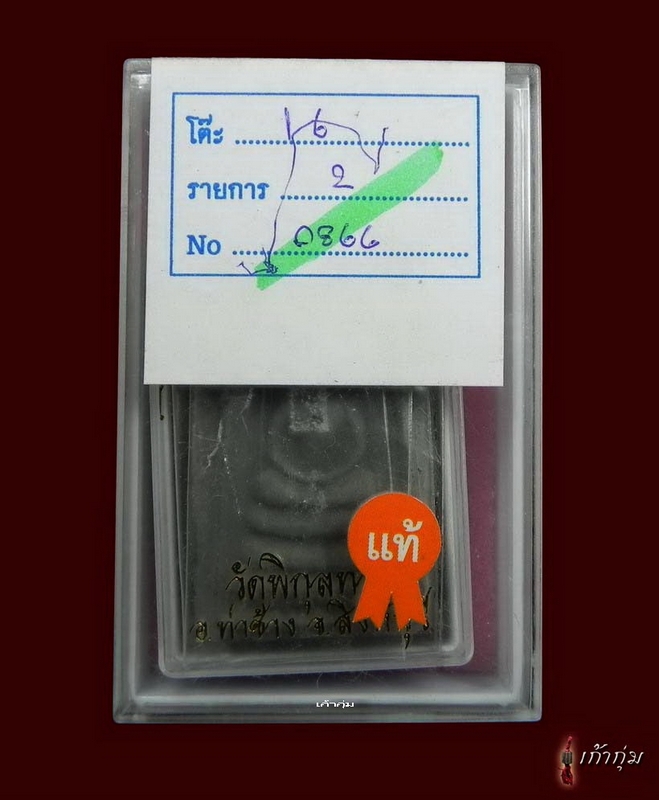 โต๊ะ 6
รายการ 2
No 0866
แท้
วัดพิกุลท
อ.ท่าช้าง จ.สิงห์บุรี
เก้ากุ่ม
เก้ากุ่ม